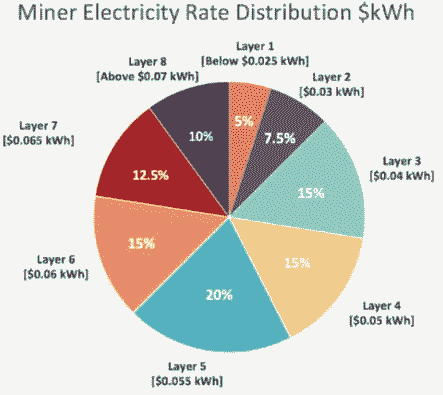 Miner Electricity Rate Distribution $kWh
Layer 1
[Below $0.025 kWh]
5%
Layer 2
[$0.03 kWh]
7.5%
Layer 3
[$0.04 kWh]
15%
Layer 4
[$0.05 kWh]
15%
Layer 5
[$0.055 kWh]
20%
Layer 6
[$0.06 kWh]
15%
Layer 7
[$0.065 kWh]
12.5%
Layer 8
[Above $0.07 kWh]
10%